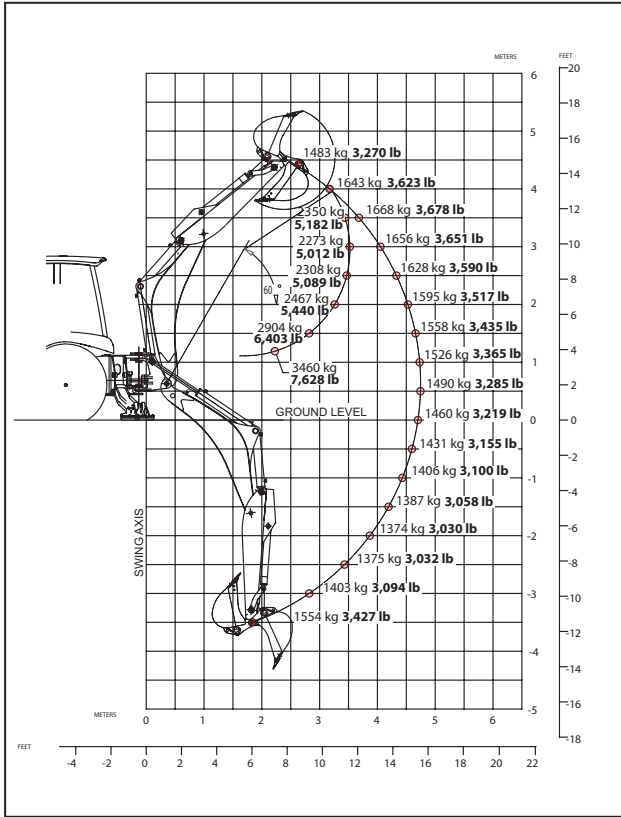 METERS
FEET
20
6
18
16
5
1483 kg 3,270 lb
14
4
1643 kg 3,623 lb
2350 kg
5,182 lb
1668 kg 3,678 lb
12
2273 kg
5,012 lb
1656 kg 3,651 lb
3
10
2308 kg
5,089 lb
1628 kg 3,590 lb
8
60°
2467 kg
5,440 lb
1595 kg 3,517 lb
2
6
2904 kg
6,403 lb
1558 kg 3,435 lb
4
3460 kg
7,628 lb
1526 kg 3,365 lb
1
1490 kg 3,285 lb
2
GROUND LEVEL
1460 kg 3,219 lb
0
0
1431 kg 3,155 lb
-2
1406 kg 3,100 lb
-1
-4
1387 kg 3,058 lb
-6
1374 kg 3,030 lb
-2
SWING AXIS
1375 kg 3,032 lb
-8
1403 kg 3,094 lb
-3
-10
1554 kg 3,427 lb
-12
-4
-14
-16
-5
-18
METERS
0 1 2 3 4 5 6
FEET
-4 -2 0 2 4 6 8 10 12 14 16 18 20 22